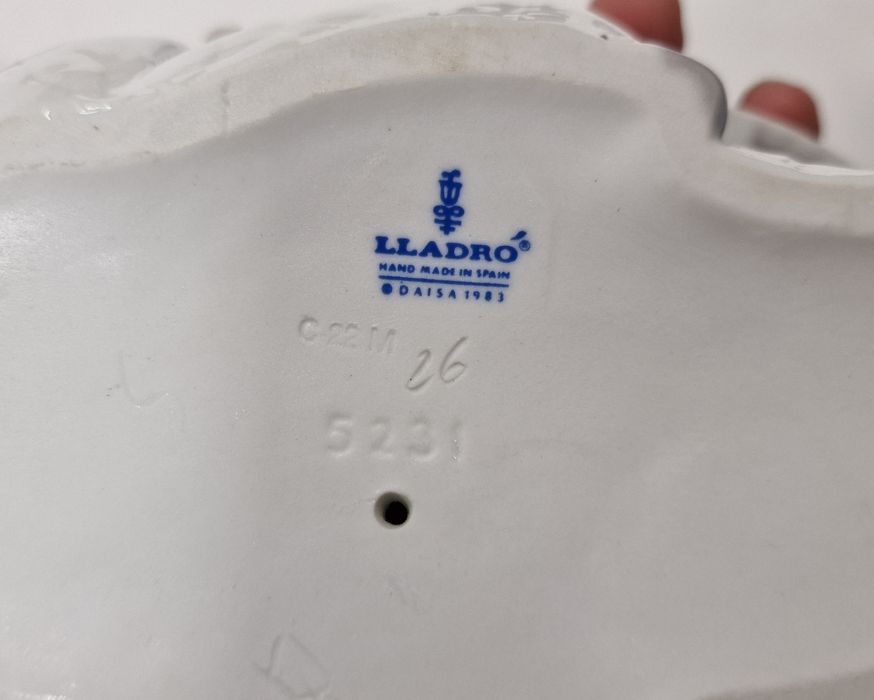 LLADRÓ®
HAND MADE IN SPAIN
DAISA 1983
C-22 M
26
5231